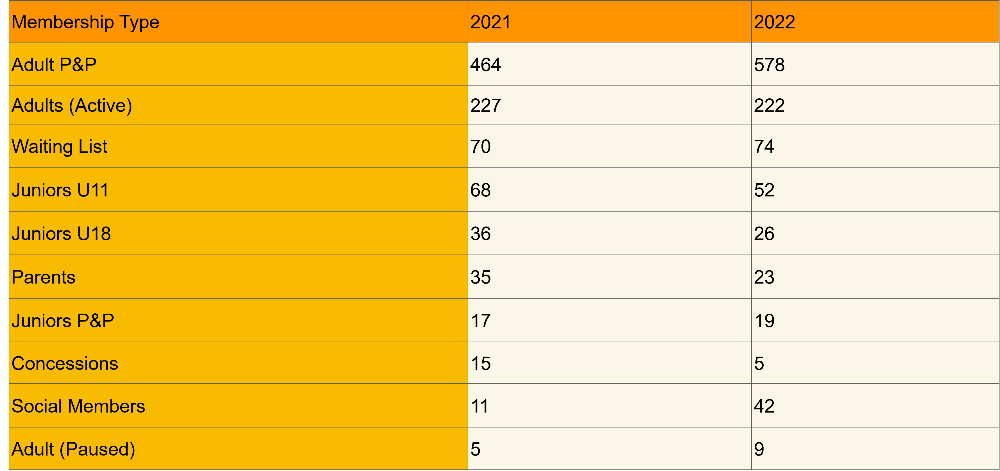 Membership Type 2021 2022
Adult P&P 464 578
Adults (Active) 227 222
Waiting List 70 74
Juniors U11 68 52
Juniors U18 36 26
Parents 35 23
Juniors P&P 17 19
Concessions 15 5
Social Members 11 42
Adult (Paused) 5 9